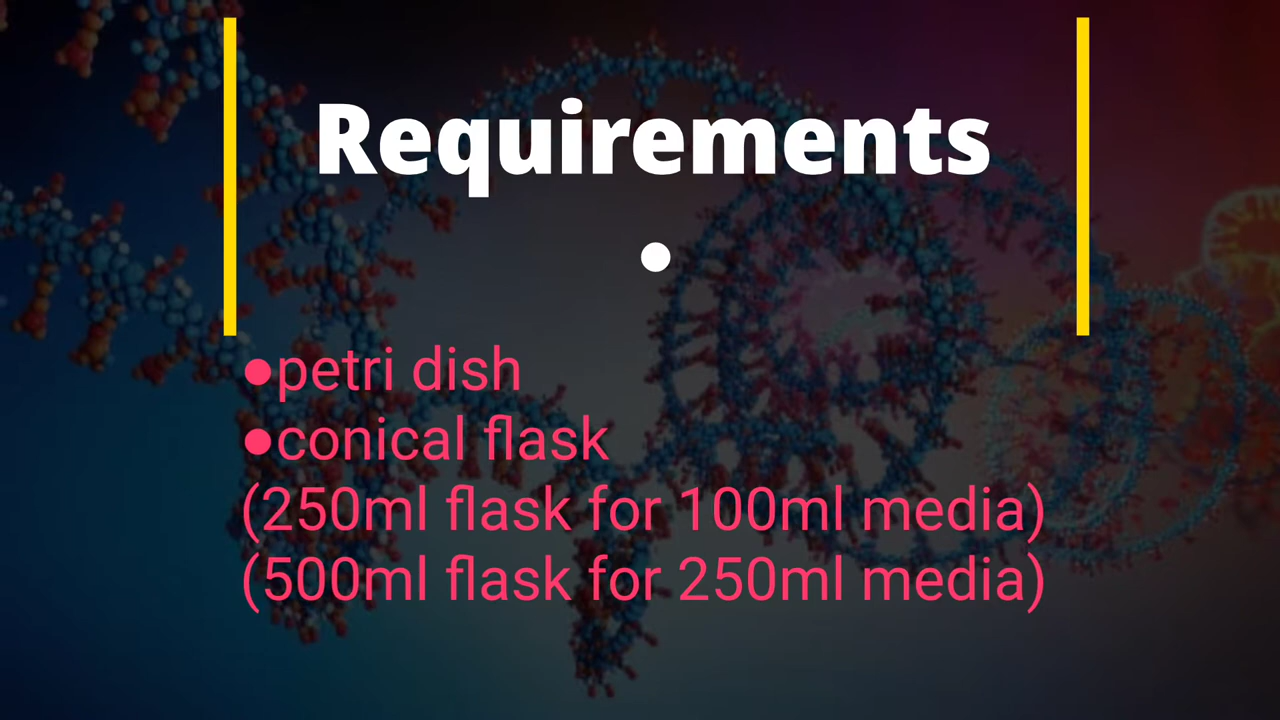 Requirements
●
●petri dish
●conical flask
(250ml flask for 100ml media)
(500ml flask for 250ml media)